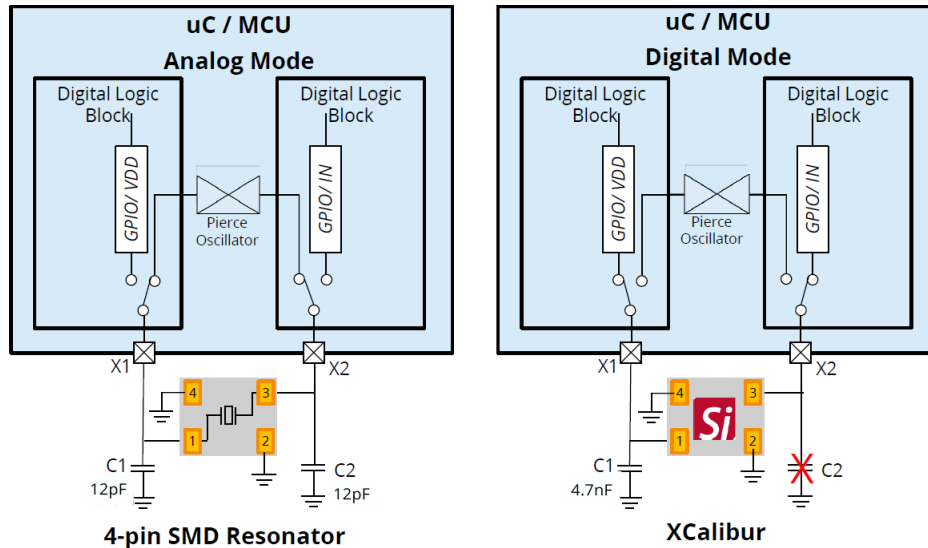 uC / MCU
Analog Mode
Digital Logic
Block
Digital Logic
Block
GPIO/ VDD
GPIO/ IN
Pierce
Oscillator
X1
X2
4
3
1
2
C1
12pF
C2
12pF
4-pin SMD Resonator
uC / MCU
Digital Mode
Digital Logic
Block
Digital Logic
Block
GPIO/ VDD
GPIO/ IN
Pierce
Oscillator
X1
X2
4
3
Si
1
2
C1
4.7nF
C2
XCalibur